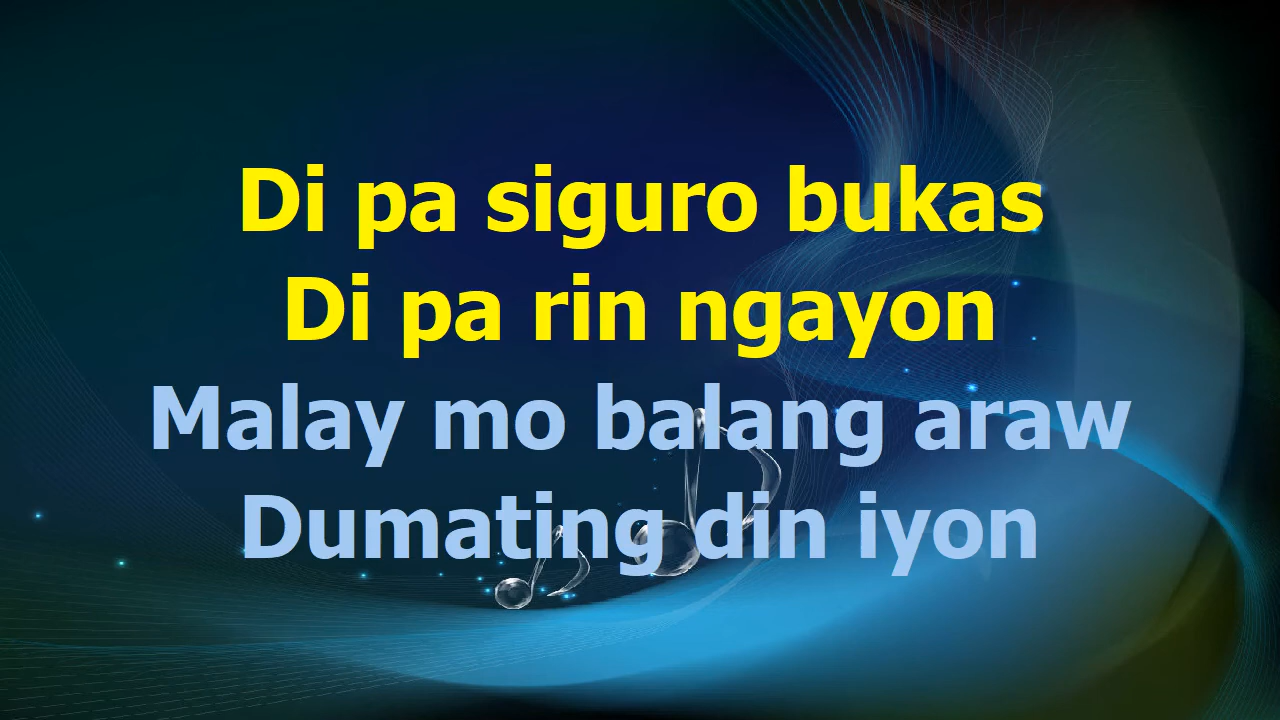 Di pa siguro bukas
Di pa rin ngayon
Malay mo balang araw
Dumating din iyon